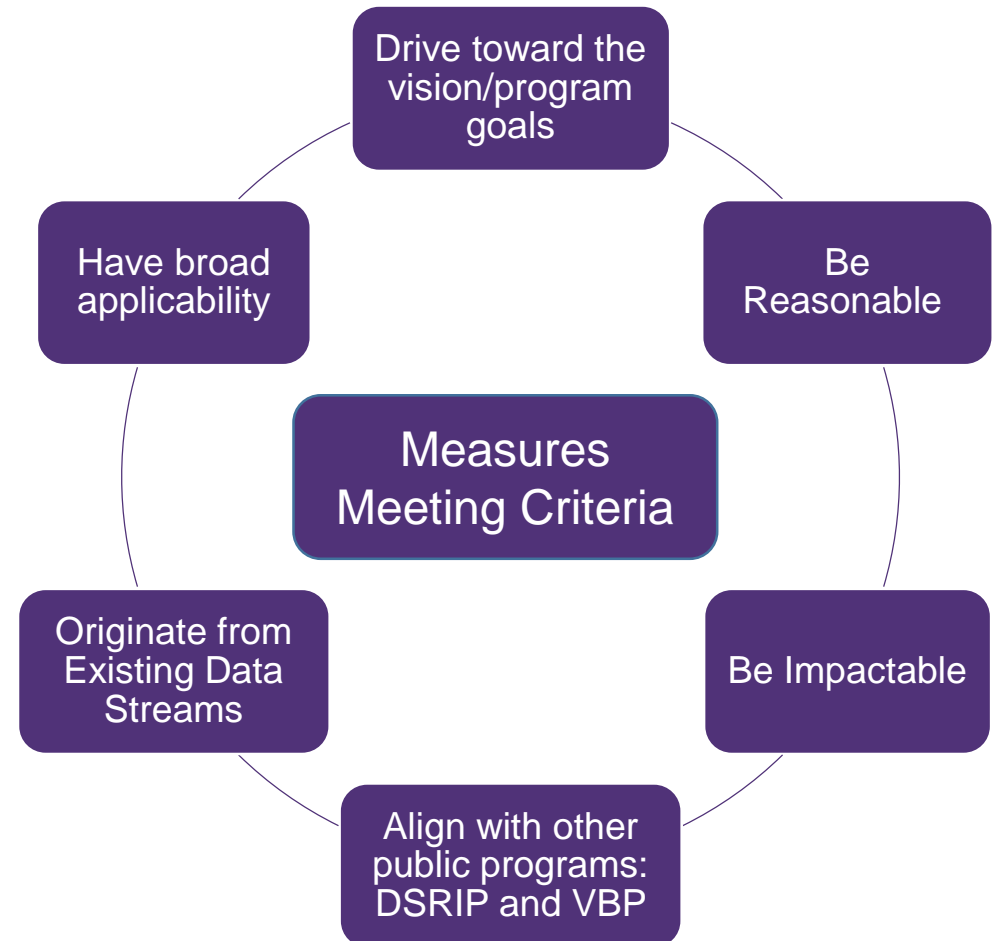 Drive toward the
vision/program
goals
Have broad
applicability
Be
Reasonable
Measures
Meeting Criteria
Originate from
Existing Data
Streams
Be Impactable
Align with other
public programs:
DSRIP and VBP